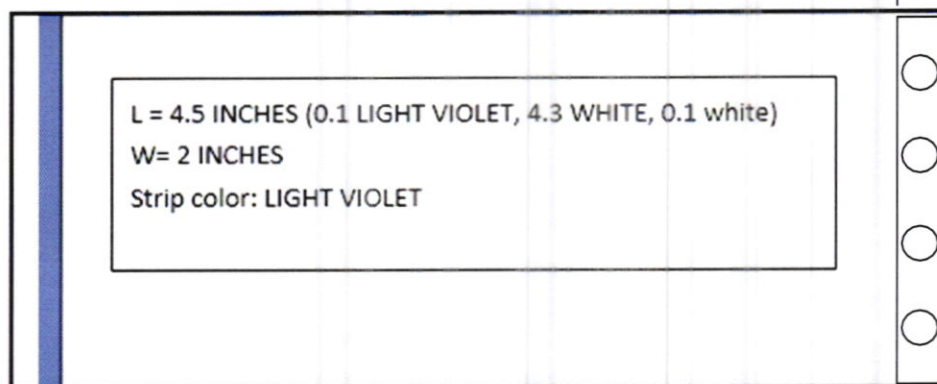 L = 4.5 INCHES (0.1 LIGHT VIOLET, 4.3 WHITE, 0.1 white)
W= 2 INCHES
Strip color: LIGHT VIOLET